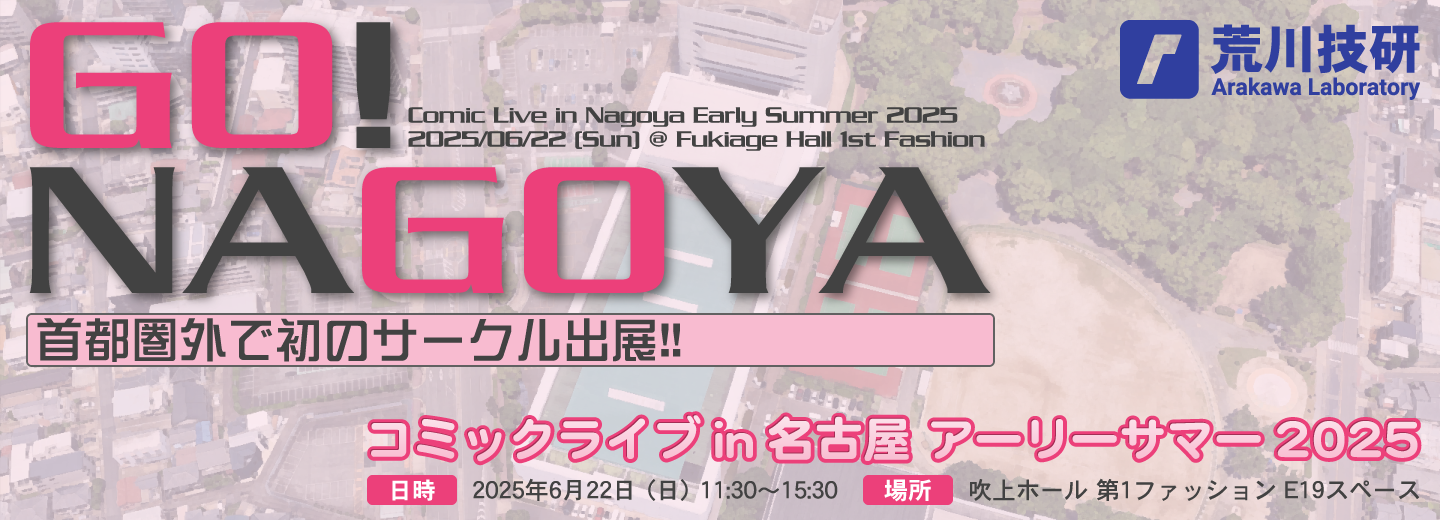 GO!
Comic Live in Nagoya Early Summer 2025
2025/06/22 (Sun) @ Fukiage Hall 1st Fashion
NAGOYA
首都圏外で初のサークル出展!!
荒川技研
Arakawa Laboratory
コミックライブ in 名古屋 アーリーサマー 2025
日時 2025年6月22日（日）11:30～15:30 場所 吹上ホール 第1ファッション E19スペース